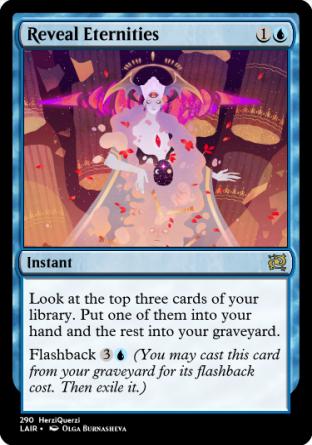 Reveal Eternities 1
Instant
Look at the top three cards of your
library. Put one of them into your
hand and the rest into your graveyard.
Flashback 3 (You may cast this card
from your graveyard for its flashback
cost. Then exile it.)
290 HerziQuerzi
LAIR • Olga Burnasheva